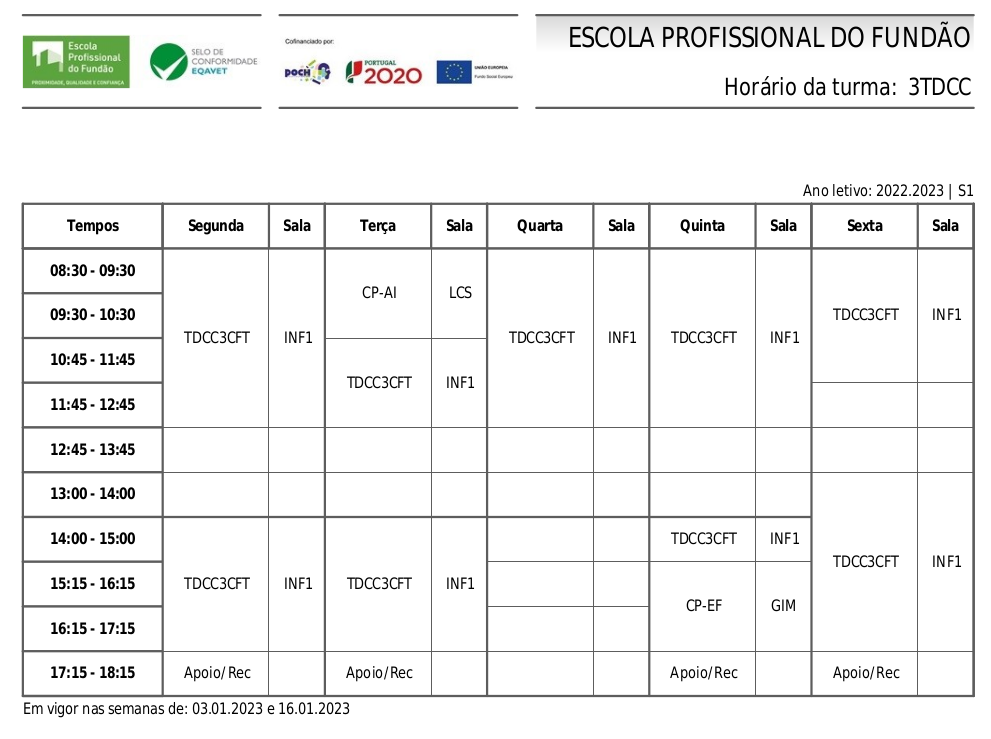 Escola
Profissional
do Fundão
PROXIMIDADE, QUALIDADE E CONFIANÇA
SELO DE
CONFORMIDADE
EQAVET
Cofinanciado por:
POCH
PORTUGAL
2020
UNIÃO EUROPEIA
Fundo Social Europeu
ESCOLA PROFISSIONAL DO FUNDÃO
Horário da turma: 3TDCC
Ano letivo: 2022.2023 | S1
Tempos Segunda Sala Terça Sala Quarta Sala Quinta Sala Sexta Sala
08:30 - 09:30
CP-AI LCS
09:30 - 10:30
TDCC3CFT INF1
TDCC3CFT INF1 TDCC3CFT INF1 TDCC3CFT INF1
10:45 - 11:45
TDCC3CFT INF1
11:45 - 12:45
12:45 - 13:45
13:00 - 14:00
14:00 - 15:00 TDCC3CFT INF1
TDCC3CFT INF1
15:15 - 16:15 TDCC3CFT INF1 TDCC3CFT INF1
CP-EF GIM
16:15 - 17:15
17:15 - 18:15 Apoio/Rec Apoio/Rec Apoio/Rec Apoio/Rec
Em vigor nas semanas de: 03.01.2023 e 16.01.2023